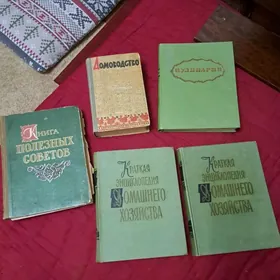 Домоводство
КУЛИНАРИЯ
Книга
полезных
советов
Краткая
энциклопедия
Домашнего
хозяйства
Краткая
энциклопедия
Домашнего
хозяйства